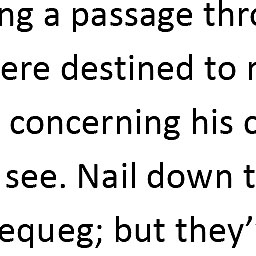 ng a passage thro
ere destined to r
concerning his c
see. Nail down t
equeg; but they’